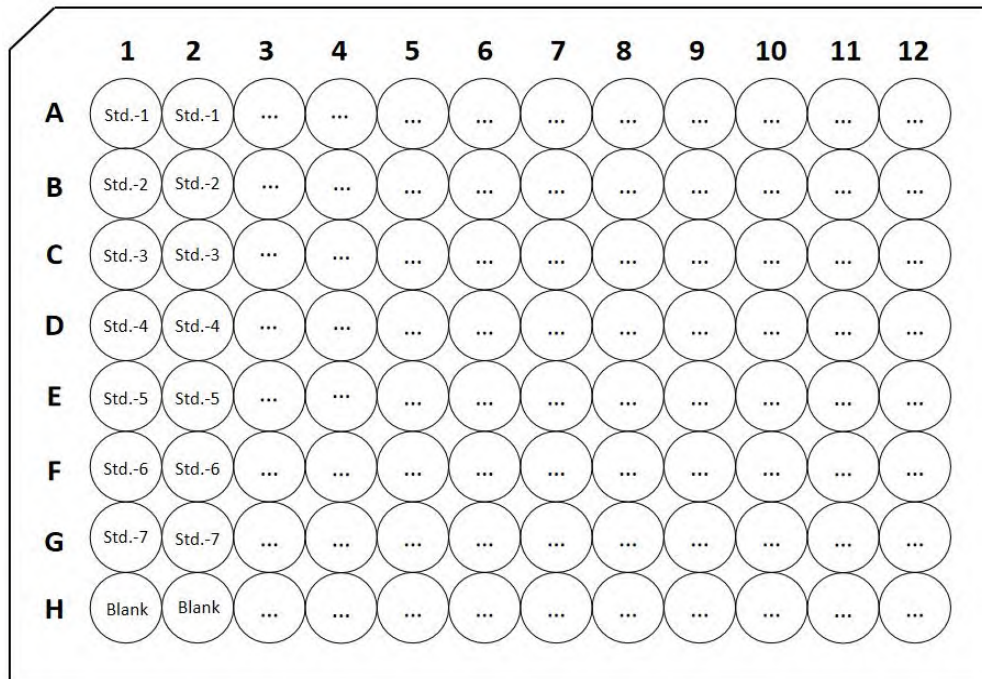 1 2 3 4 5 6 7 8 9 10 11 12
A Std.-1 Std.-1 ... ... ... ... ... ... ... ... ... ...
B Std.-2 Std.-2 ... ... ... ... ... ... ... ... ... ...
C Std.-3 Std.-3 ... ... ... ... ... ... ... ... ... ...
D Std.-4 Std.-4 ... ... ... ... ... ... ... ... ... ...
E Std.-5 Std.-5 ... ... ... ... ... ... ... ... ... ...
F Std.-6 Std.-6 ... ... ... ... ... ... ... ... ... ...
G Std.-7 Std.-7 ... ... ... ... ... ... ... ... ... ...
H Blank Blank ... ... ... ... ... ... ... ... ... ...